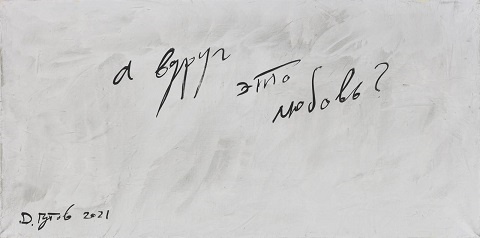 а вдруг
это
любовь?
Д. Гутов 2021